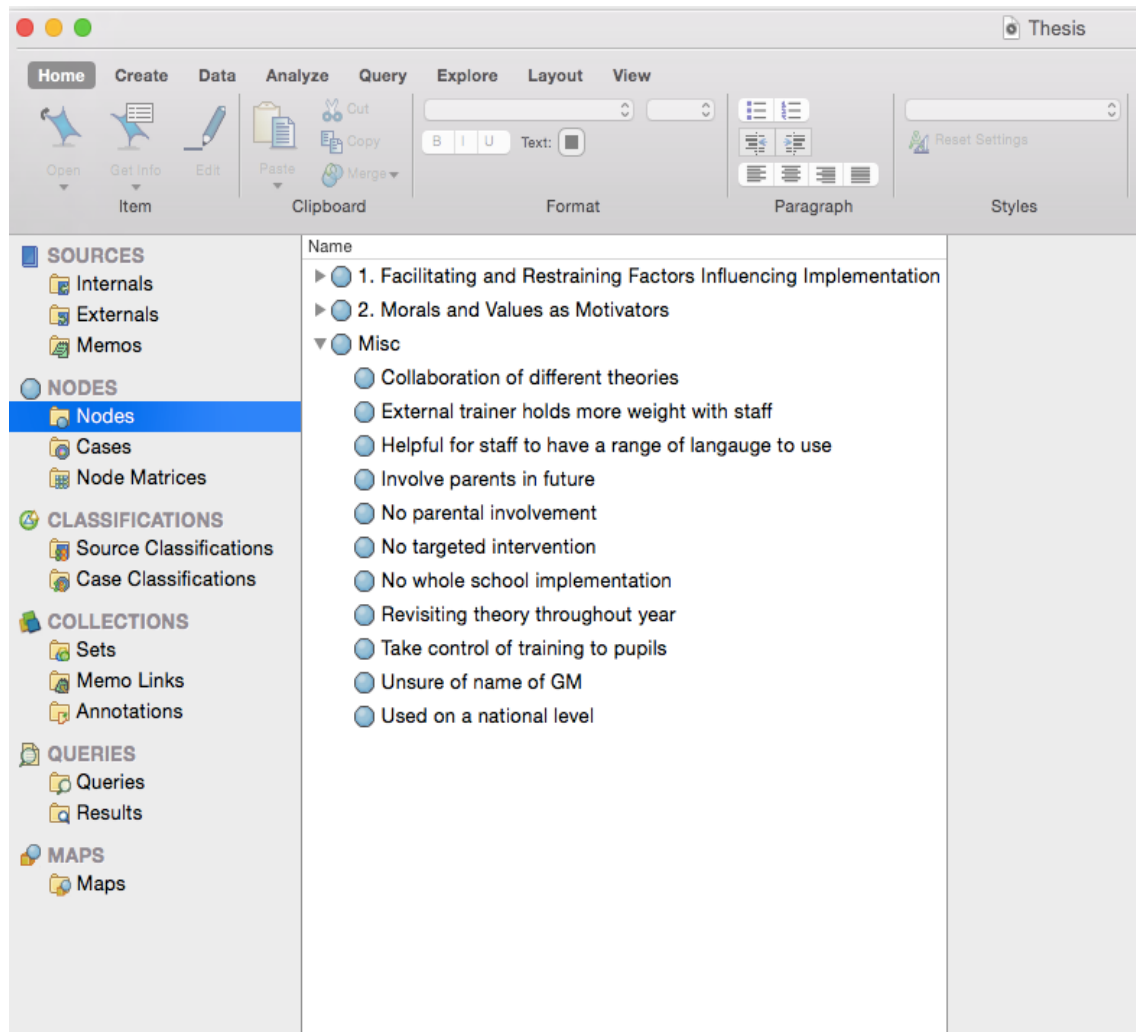 Thesis
Home Create Data Analyze Query Explore Layout View
Open Get Info Edit Paste Cut Copy Merge B I U Text: Reset Settings
Item Clipboard Format Paragraph Styles
SOURCES
Internals
Externals
Memos
NODES
Nodes
Cases
Node Matrices
CLASSIFICATIONS
Source Classifications
Case Classifications
COLLECTIONS
Sets
Memo Links
Annotations
QUERIES
Queries
Results
MAPS
Maps
Name
1. Facilitating and Restraining Factors Influencing Implementation
2. Morals and Values as Motivators
Misc
Collaboration of different theories
External trainer holds more weight with staff
Helpful for staff to have a range of langauge to use
Involve parents in future
No parental involvement
No targeted intervention
No whole school implementation
Revisiting theory throughout year
Take control of training to pupils
Unsure of name of GM
Used on a national level